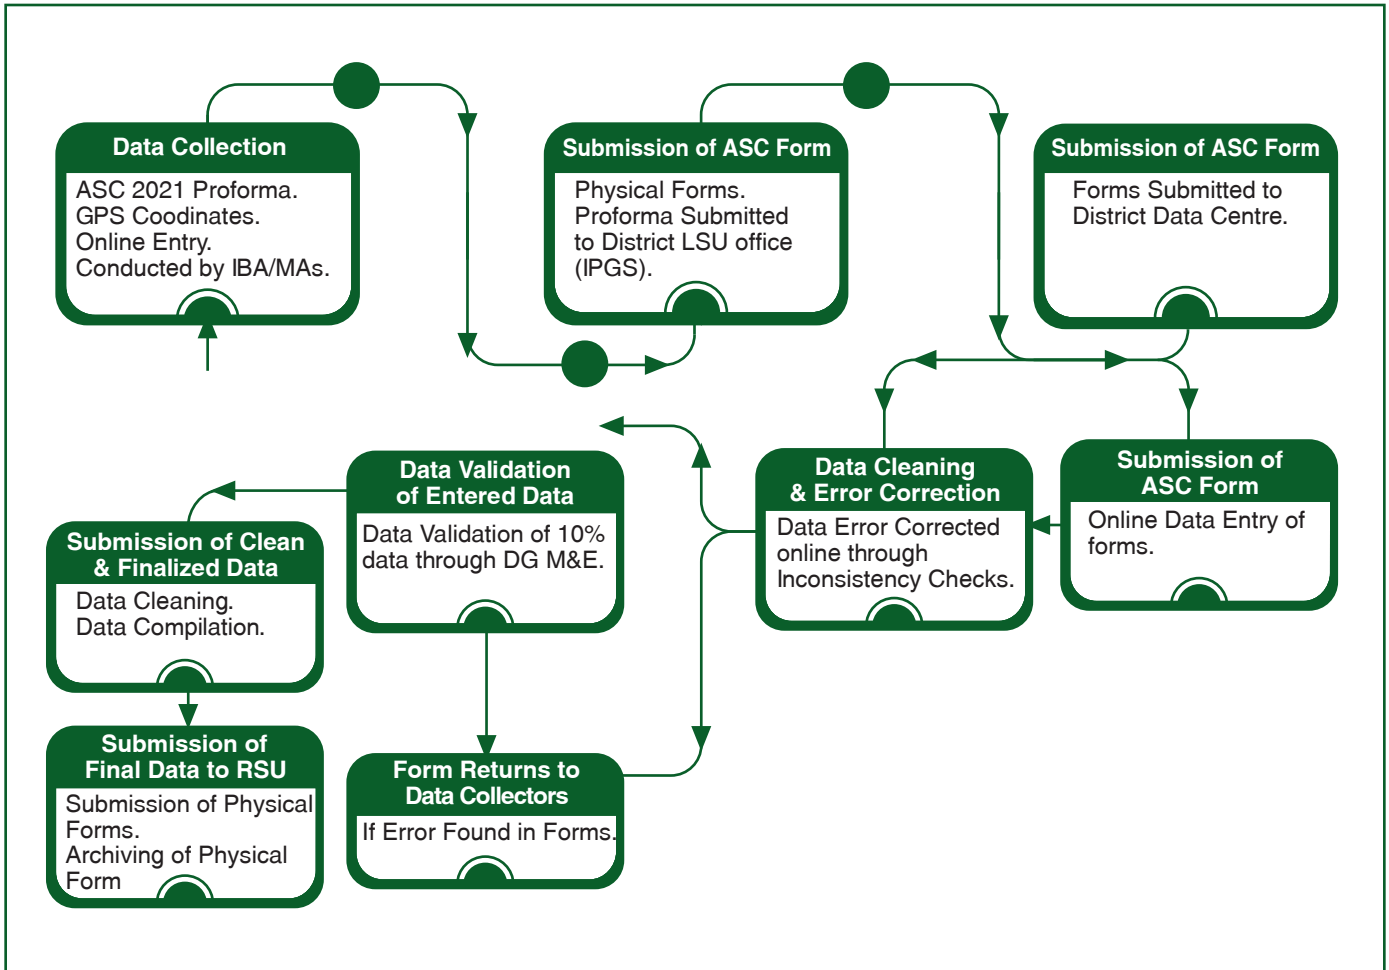 Data Collection
ASC 2021 Proforma.
GPS Coodinates.
Online Entry.
Conducted by IBA/MAs.
Submission of ASC Form
Physical Forms.
Proforma Submitted
to District LSU office
(IPGS).
Submission of ASC Form
Forms Submitted to
District Data Centre.
Submission of
ASC Form
Online Data Entry of
forms.
Data Cleaning
& Error Correction
Data Error Corrected
online through
Inconsistency Checks.
Data Validation
of Entered Data
Data Validation of 10%
data through DG M&E.
Form Returns to
Data Collectors
If Error Found in Forms.
Submission of Clean
& Finalized Data
Data Cleaning.
Data Compilation.
Submission of
Final Data to RSU
Submission of Physical
Forms.
Archiving of Physical
Form